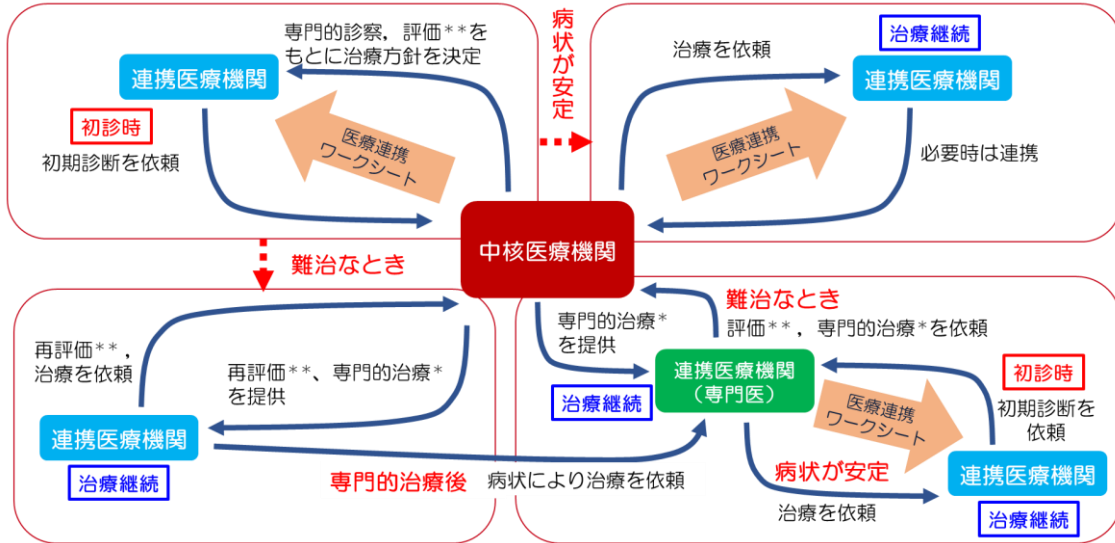 専門的診察，評価**を
もとに治療方針を決定
連携医療機関
初診時
初期診断を依頼
医療連携
ワークシート
病状が安定
治療を依頼
治療継続
連携医療機関
医療連携
ワークシート
必要時は連携
中核医療機関
難治なとき
再評価**，
治療を依頼
再評価**、専門的治療*
を提供
連携医療機関
治療継続
専門的治療後
病状により治療を依頼
専門的治療*
を提供
難治なとき
評価**，専門的治療*を依頼
治療継続
連携医療機関
（専門医）
医療連携
ワークシート
初診時
初期診断を
依頼
病状が安定
治療を依頼
連携医療機関
治療継続